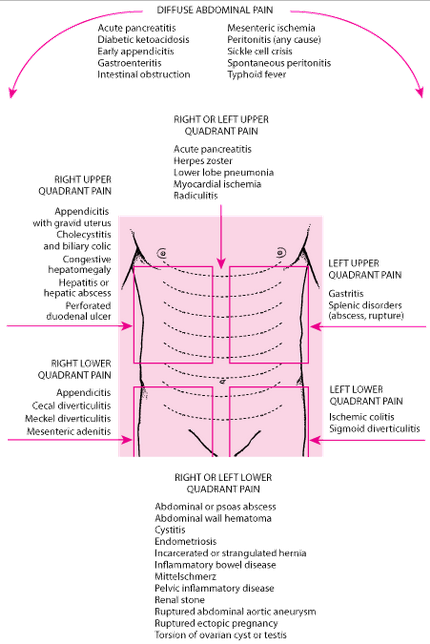 DIFFUSE ABDOMINAL PAIN
Acute pancreatitis
Diabetic ketoacidosis
Early appendicitis
Gastroenteritis
Intestinal obstruction
Mesenteric ischemia
Peritonitis (any cause)
Sickle cell crisis
Spontaneous peritonitis
Typhoid fever
RIGHT OR LEFT UPPER
QUADRANT PAIN
Acute pancreatitis
Herpes zoster
Lower lobe pneumonia
Myocardial ischemia
Radiculitis
RIGHT UPPER
QUADRANT PAIN
Appendicitis
with gravid uterus
Cholecystitis
and biliary colic
Congestive
hepatomegaly
Hepatitis or
hepatic abscess
Perforated
duodenal ulcer
LEFT UPPER
QUADRANT PAIN
Gastritis
Splenic disorders
(abscess, rupture)
RIGHT LOWER
QUADRANT PAIN
Appendicitis
Cecal diverticulitis
Meckel diverticulitis
Mesenteric adenitis
LEFT LOWER
QUADRANT PAIN
Ischemic colitis
Sigmoid diverticulitis
RIGHT OR LEFT LOWER
QUADRANT PAIN
Abdominal or psoas abscess
Abdominal wall hematoma
Cystitis
Endometriosis
Incarcerated or strangulated hernia
Inflammatory bowel disease
Mittelschmerz
Pelvic inflammatory disease
Renal stone
Ruptured abdominal aortic aneurysm
Ruptured ectopic pregnancy
Torsion of ovarian cyst or testis